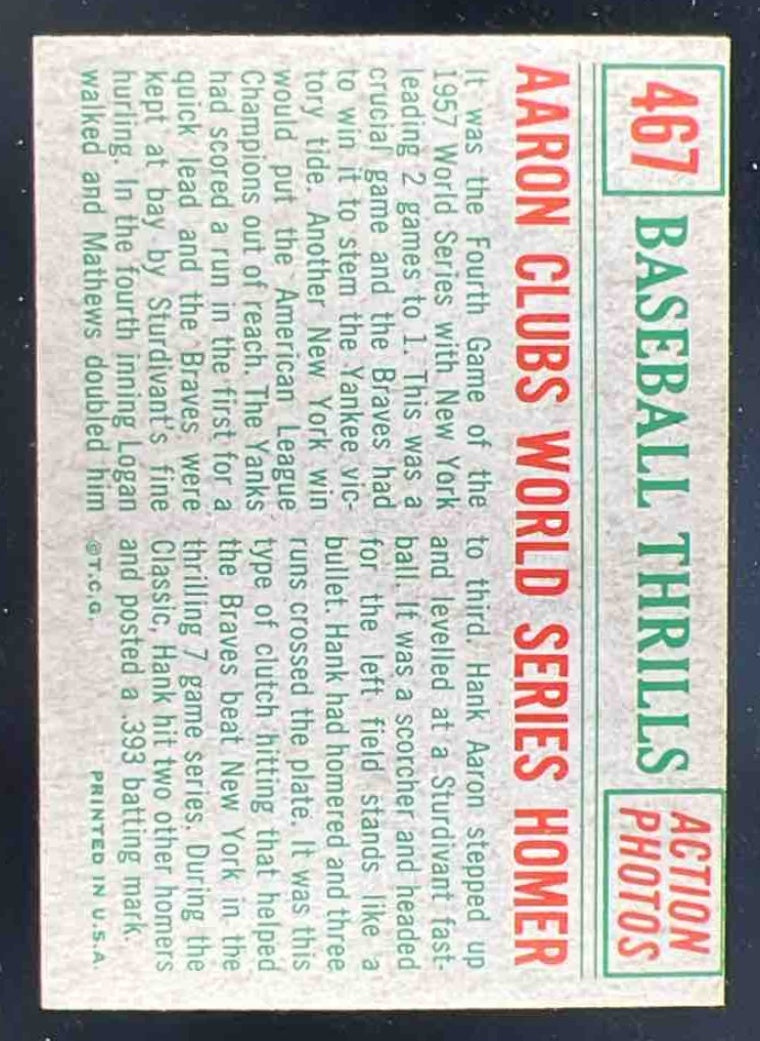 467 BASEBALL THRILLS
ACTION
PHOTOS
AARON CLUBS WORLD SERIES HOMER
It was the Fourth Game of the
1957 World Series with New York
leading 2 games to 1. This was a
crucial game and the Braves had
to win it to stem the Yankee vic-
tory tide. Another New York win
would put the American League
Champions out of reach. The Yanks
had scored a run in the first for a
quick lead and the Braves were
kept at bay by Sturdivant's fine
hurling. In the fourth inning Logan
walked and Mathews doubled him
to third. Hank Aaron stepped up
and levelled at a Sturdivant fast-
ball. It was a scorcher and headed
for the left field stands like a
bullet. Hank had homered and three
runs crossed the plate. It was this
type of clutch hitting that helped
the Braves beat New York in the
thrilling 7 game series. During the
Classic, Hank hit two other homers
and posted a .393 batting mark.
©T.C.G. PRINTED IN U.S.A.